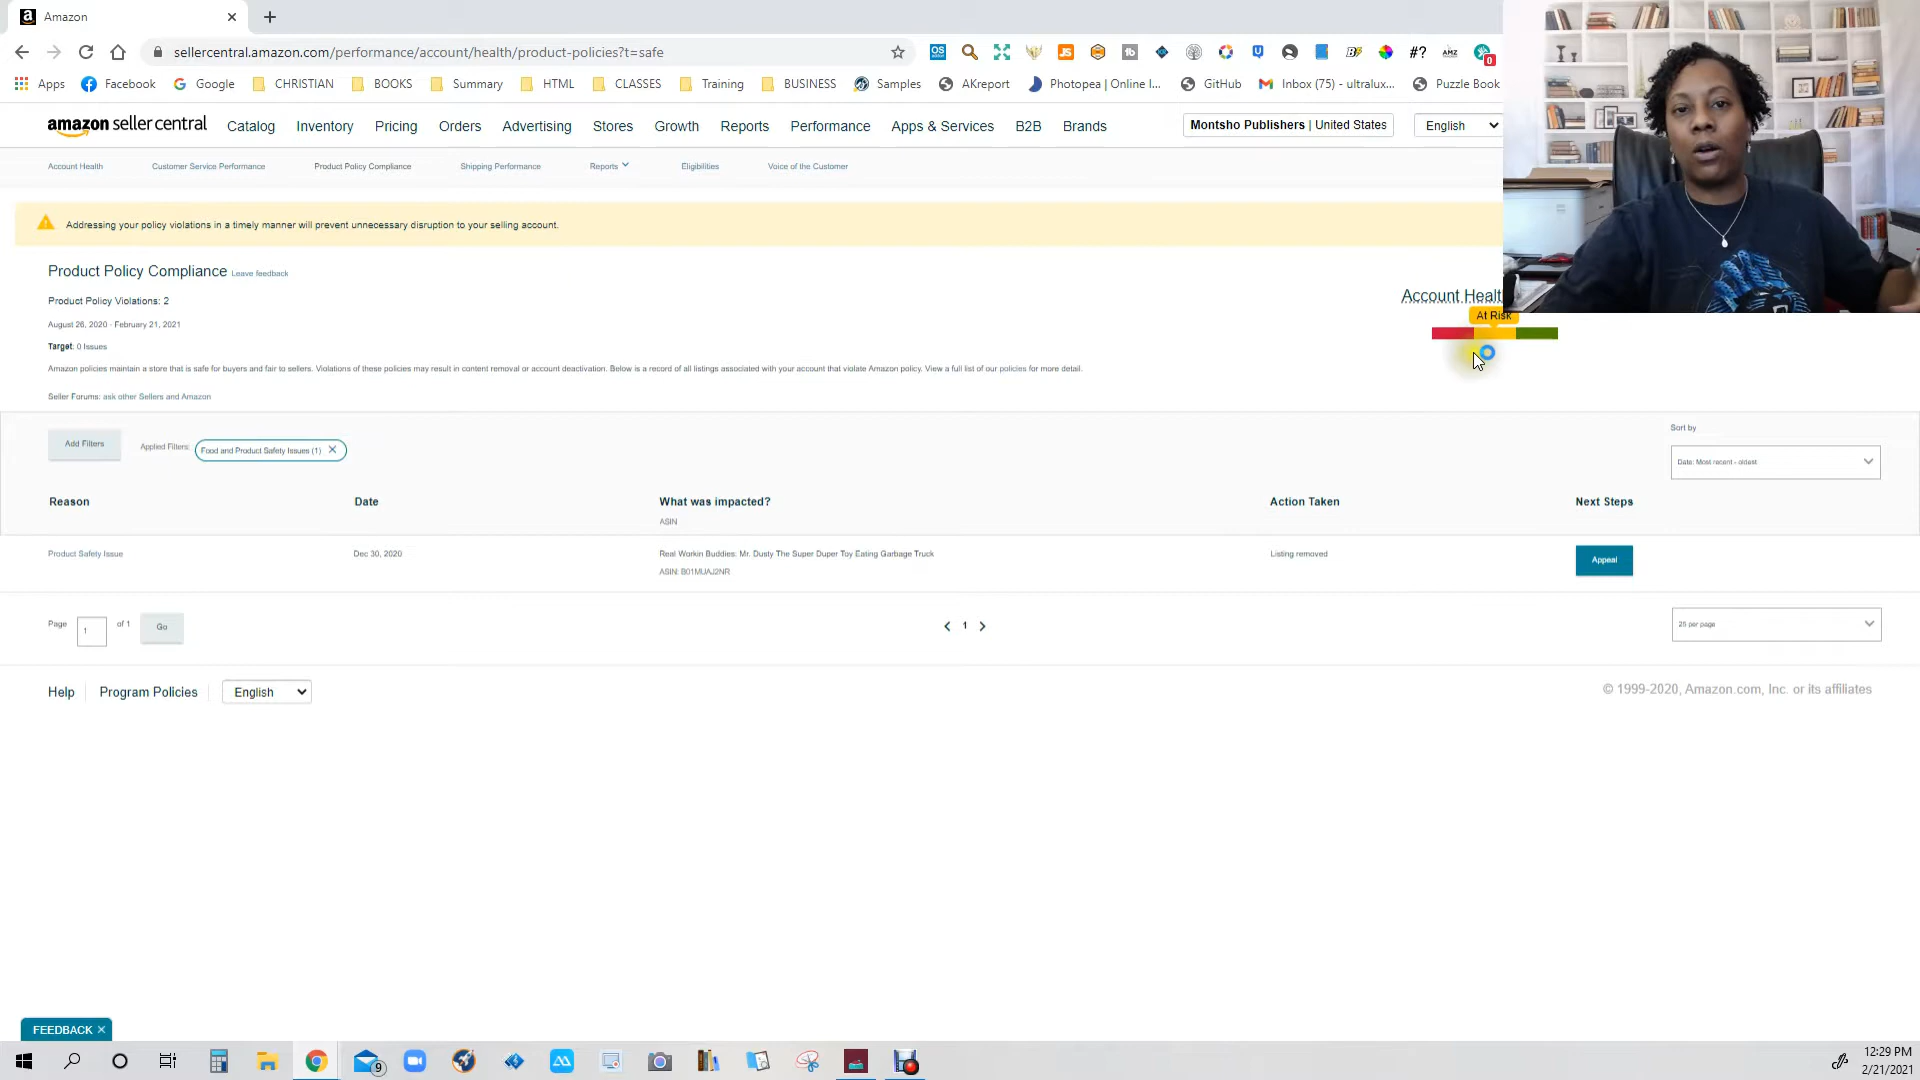 Amazon
sellercentral.amazon.com/performance/account/health/product-policies?t=safe
Apps Facebook Google CHRISTIAN BOOKS Summary HTML CLASSES Training BUSINESS Samples AKreport Photopea | Online I... GitHub Inbox (75) - ultralux... Puzzle Book
amazon seller central Catalog Inventory Pricing Orders Advertising Stores Growth Reports Performance Apps & Services B2B Brands Montsho Publishers | United States English
Account Health Customer Service Performance Product Policy Compliance Shipping Performance Reports Eligibilities Voice of the Customer
Addressing your policy violations in a timely manner will prevent unnecessary disruption to your selling account.
Product Policy Compliance Leave feedback
Account Healt
Product Policy Violations: 2
At Risk
August 26, 2020 - February 21, 2021
Target: 0 Issues
Amazon policies maintain a store that is safe for buyers and fair to sellers. Violations of these policies may result in content removal or account deactivation. Below is a record of all listings associated with your account that violate Amazon policy. View a full list of our policies for more detail.
Seller Forums: ask other Sellers and Amazon
Sort by
Add Filters Applied Filters: Food and Product Safety Issues (1)
Date: Most recent - oldest
Reason Date What was impacted? Action Taken Next Steps
ASIN
Product Safety Issue Dec 30, 2020 Real Workin Buddies: Mr. Dusty The Super Duper Toy Eating Garbage Truck Listing removed Appeal
ASIN: B01MUAJ2NR
Page 1 of 1 Go 1 25 per page
Help Program Policies English © 1999-2020, Amazon.com, Inc. or its affiliates
FEEDBACK
9
12:29 PM
2/21/2021